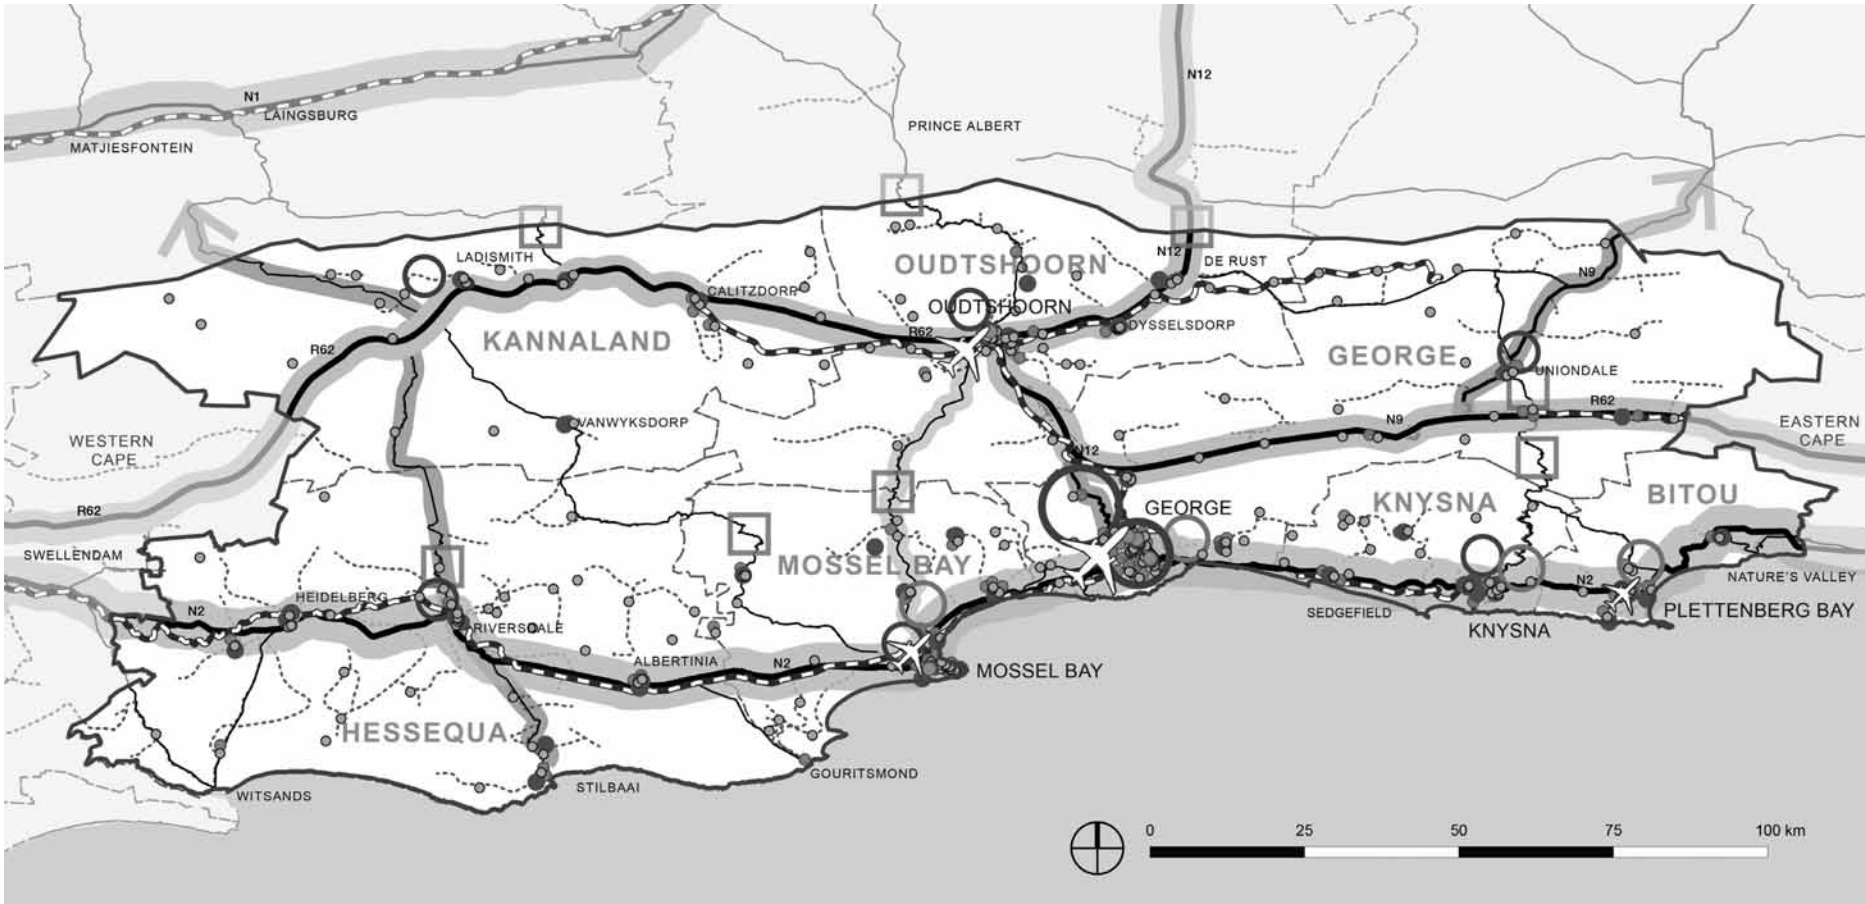 N12
N1
LAINGSBURG
PRINCE ALBERT
MATJIESFONTEIN
N12
LADISMITH
DE RUST
OUDTSHOORN
N9
CALITZDORP
OUDTSHOORN
DYSSELSDORP
R62
KANNALAND
R62
GEORGE
UNIONDALE
R62
VANWYKSDORP
N9
EASTERN
CAPE
WESTERN
CAPE
N12
R62
GEORGE
KNYSNA
BITOU
SWELLENDAM
MOSSEL BAY
NATURE'S VALLEY
HEIDELBERG
N2
N2
SEDGEFIELD
PLETTENBERG BAY
RIVERSDALE
KNYSNA
ALBERTINIA
N2
MOSSEL BAY
HESSEQUA
GOURITSMOND
STILBAAI
WITSANDS
0 25 50 75 100 km